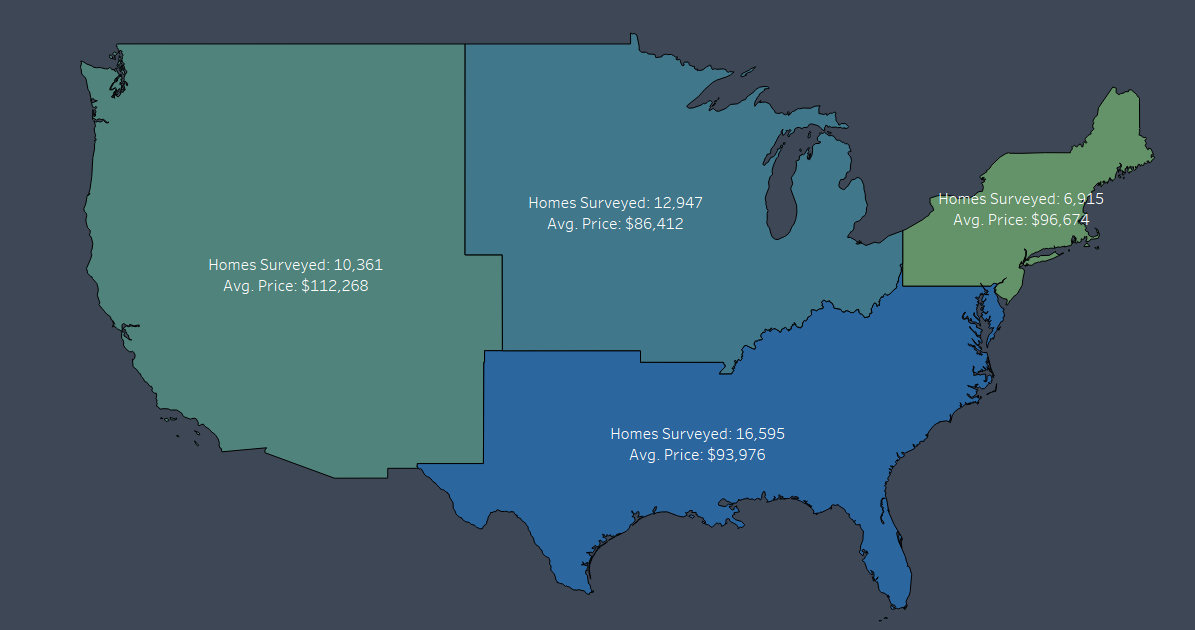 Homes Surveyed: 12,947
Avg. Price: $86,412
Homes Surveyed: 6,915
Avg. Price: $96,674
Homes Surveyed: 10,361
Avg. Price: $112,268
Homes Surveyed: 16,595
Avg. Price: $93,976